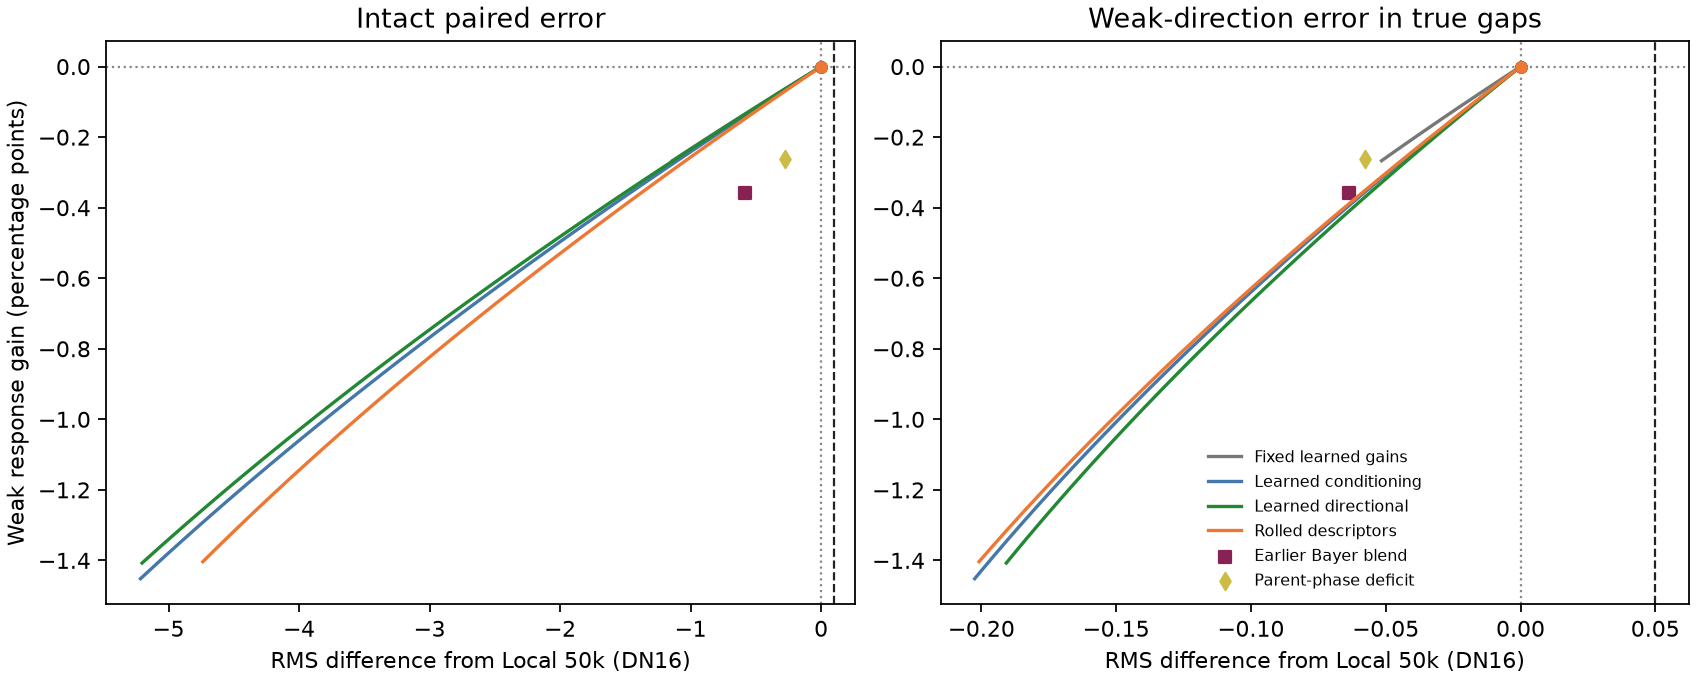 Intact paired error
Weak response gain (percentage points)
0.0
−0.2
−0.4
−0.6
−0.8
−1.0
−1.2
−1.4
−5
−4
−3
−2
−1
0
RMS difference from Local 50k (DN16)
Weak-direction error in true gaps
0.0
−0.2
−0.4
−0.6
−0.8
−1.0
−1.2
−1.4
Fixed learned gains
Learned conditioning
Learned directional
Rolled descriptors
Earlier Bayer blend
Parent-phase deficit
−0.20
−0.15
−0.10
−0.05
0.00
0.05
RMS difference from Local 50k (DN16)